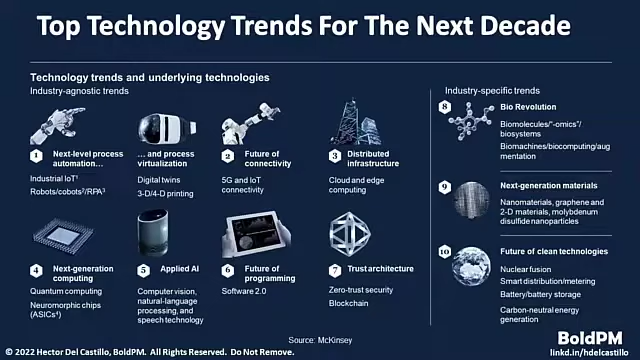 Top Technology Trends For The Next Decade
Technology trends and underlying technologies
Industry-agnostic trends
1
Next-level process
automation…
Industrial IoT¹
Robots/cobots²/RPA³
… and process
virtualization
Digital twins
3-D/4-D printing
2
Future of
connectivity
5G and IoT
connectivity
3
Distributed
infrastructure
Cloud and edge
computing
4
Next-generation
computing
Quantum computing
Neuromorphic chips
(ASICs⁴)
5
Applied AI
Computer vision,
natural-language
processing, and
speech technology
6
Future of
programming
Software 2.0
7
Trust architecture
Zero-trust security
Blockchain
Industry-specific trends
8
Bio Revolution
Biomolecules/"-omics"/
biosystems
Biomachines/biocomputing/aug
mentation
9
Next-generation materials
Nanomaterials, graphene and
2-D materials, molybdenum
disulfide nanoparticles
10
Future of clean technologies
Nuclear fusion
Smart distribution/metering
Battery/battery storage
Carbon-neutral energy
generation
Source: McKinsey
BoldPM
© 2022 Hector Del Castillo, BoldPM. All Rights Reserved. Do Not Remove.
linkd.in/hdelcastillo